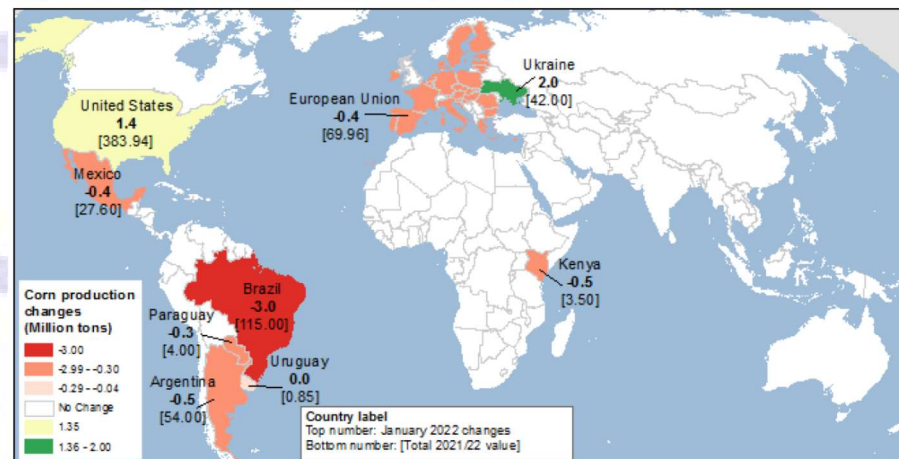 United States
1.4
[383.94]
Mexico
-0.4
[27.60]
European Union
-0.4
[69.96]
Ukraine
2.0
[42.00]
Kenya
-0.5
[3.50]
Brazil
-3.0
[115.00]
Paraguay
-0.3
[4.00]
Uruguay
0.0
[0.85]
Argentina
-0.5
[54.00]
Corn production
changes
(Million tons)
-3.00
-2.99 - -0.30
-0.29 - -0.04
No Change
1.35
1.36 - 2.00
Country label
Top number: January 2022 changes
Bottom number: [Total 2021/22 value]